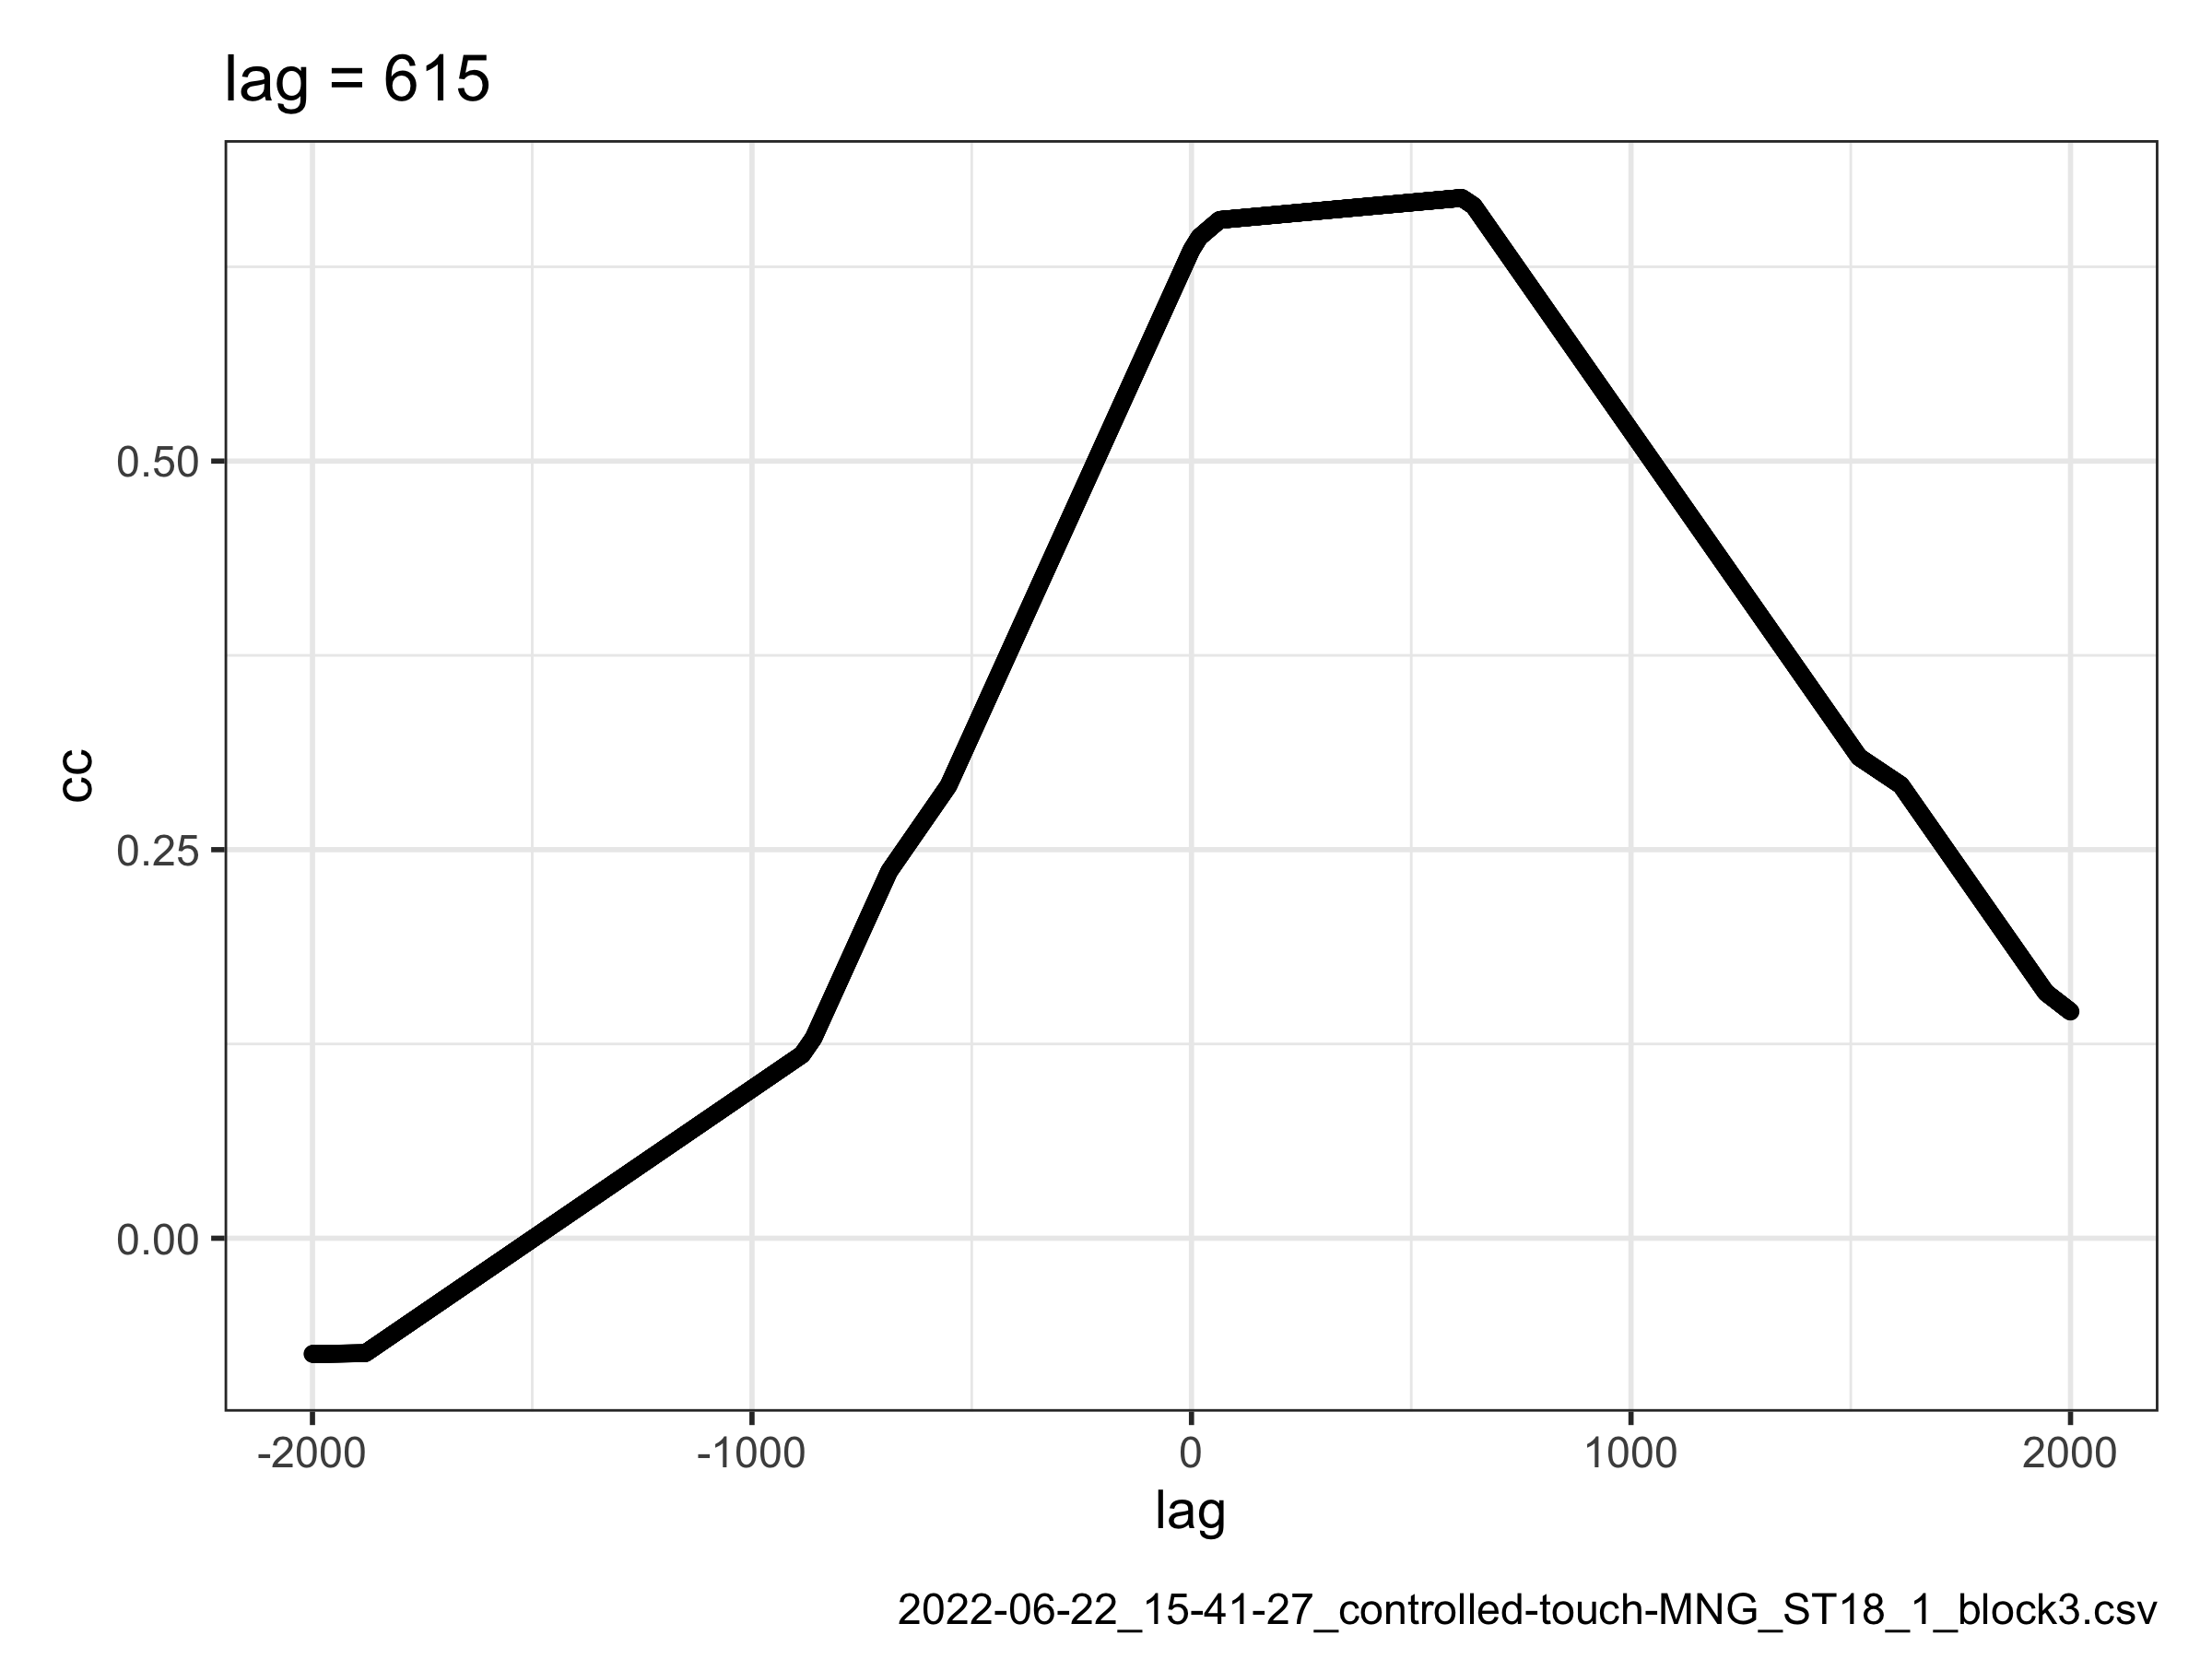 lag = 615
cc
0.50
0.25
0.00
-2000 -1000 0 1000 2000
lag
2022-06-22_15-41-27_controlled-touch-MNG_ST18_1_block3.csv